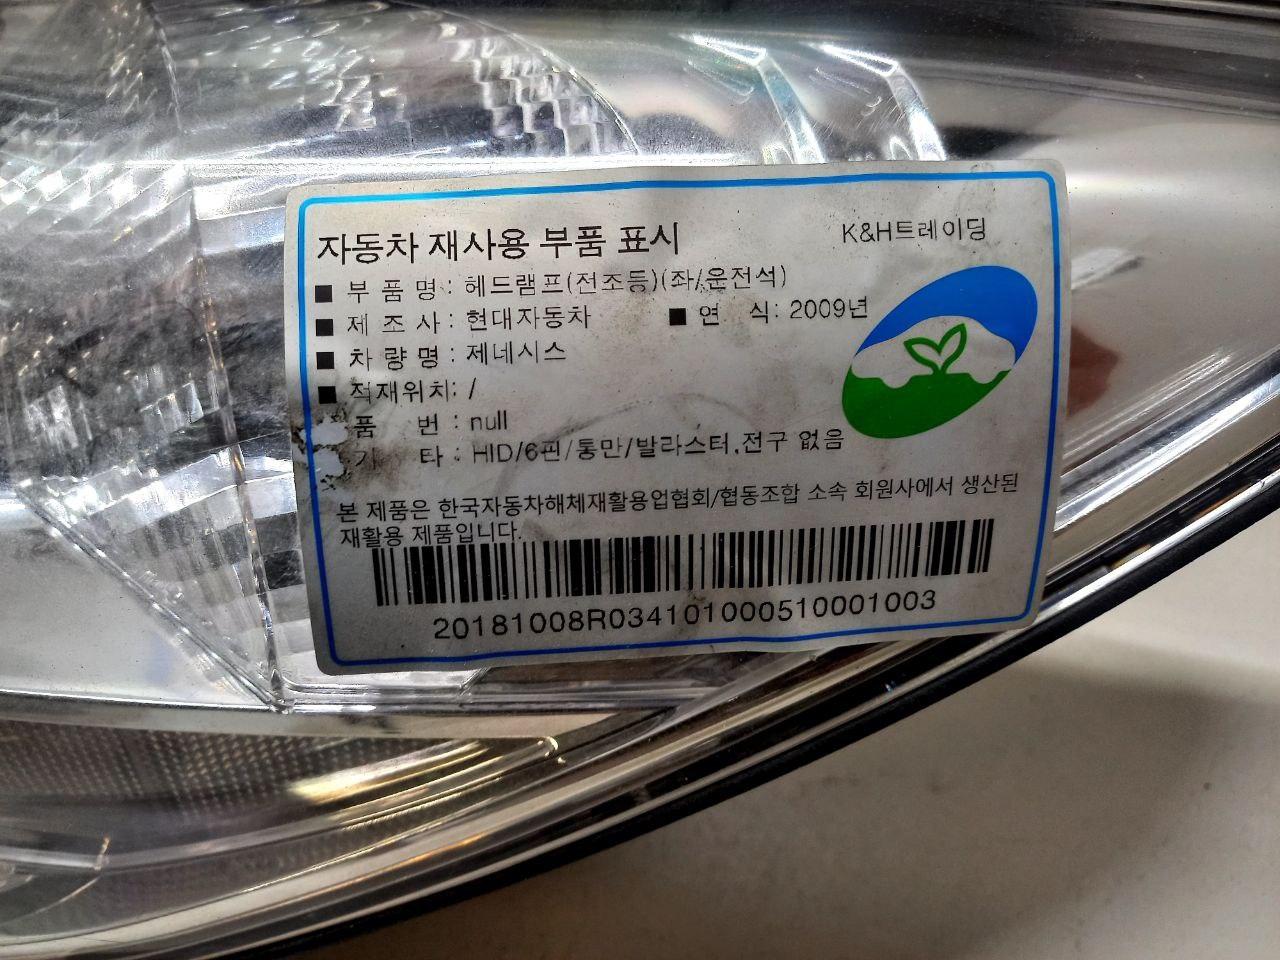 자동차 재사용 부품 표시
K&H트레이딩
■ 부 품 명 : 헤드램프(전조등)(좌/운전석)
■ 제 조 사 : 현대자동차 ■ 연 식: 2009년
■ 차 량 명 : 제네시스
■ 적재위치: /
품 번 : null
기 타 : HID/6핀/통만/발라스터,전구 없음
본 제품은 한국자동차해체재활용업협회/협동조합 소속 회원사에서 생산된
재활용 제품입니다.
20181008R034101000510001003